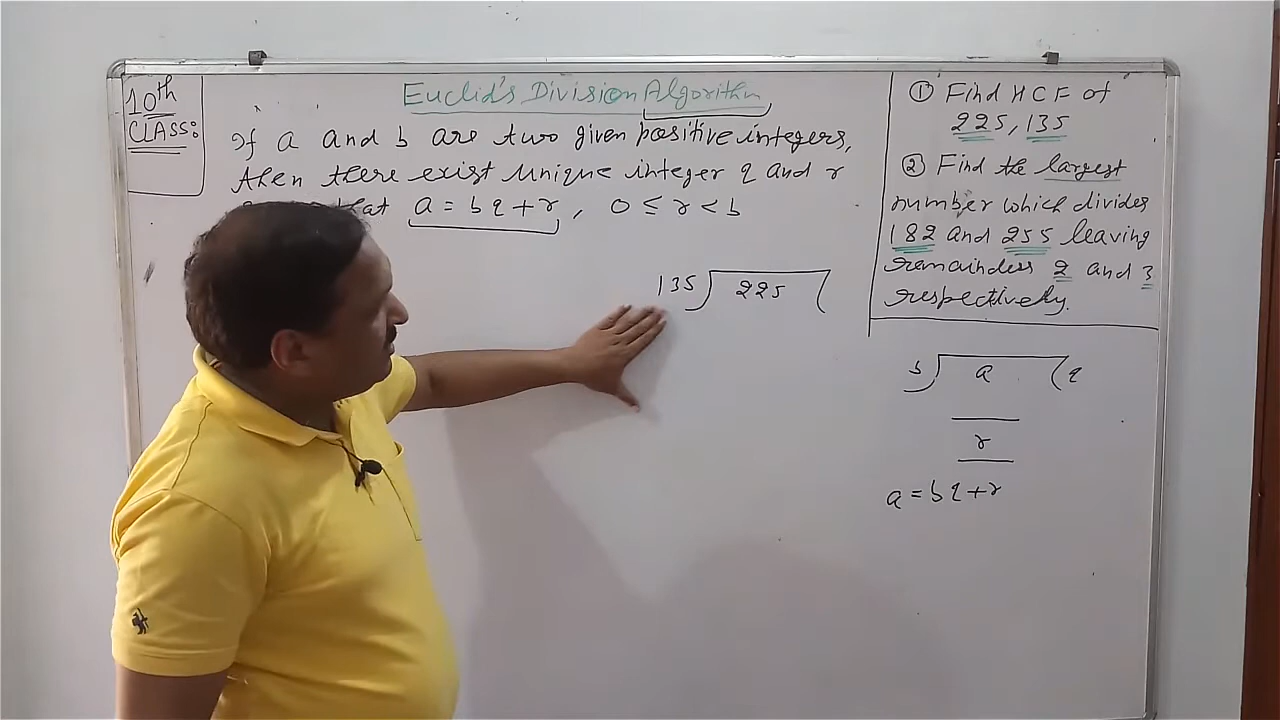 10th
CLASS:
Euclid's Division Algorithm
If a and b are two given positive integers,
then there exist unique integer q and r
that a = bq + r, 0 ≤ r < b
① Find HCF of
225, 135
② Find the largest
number which divides
182 and 255 leaving
remainders 2 and 3
respectively.
135) 225 (
b) a ( q
r
a = bq + r